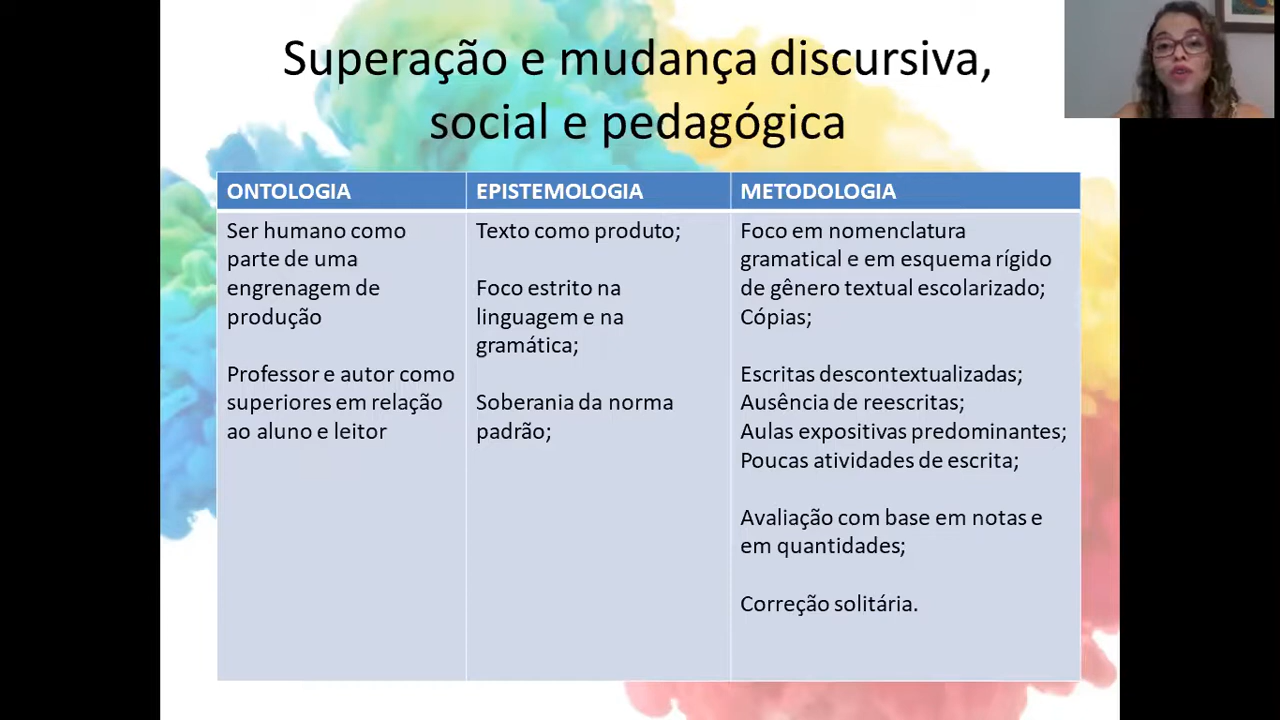 Superação e mudança discursiva,
social e pedagógica
ONTOLOGIA
Ser humano como
parte de uma
engrenagem de
produção
Professor e autor como
superiores em relação
ao aluno e leitor
EPISTEMOLOGIA
Texto como produto;
Foco estrito na
linguagem e na
gramática;
Soberania da norma
padrão;
METODOLOGIA
Foco em nomenclatura
gramatical e em esquema rígido
de gênero textual escolarizado;
Cópias;
Escritas descontextualizadas;
Ausência de reescritas;
Aulas expositivas predominantes;
Poucas atividades de escrita;
Avaliação com base em notas e
em quantidades;
Correção solitária.